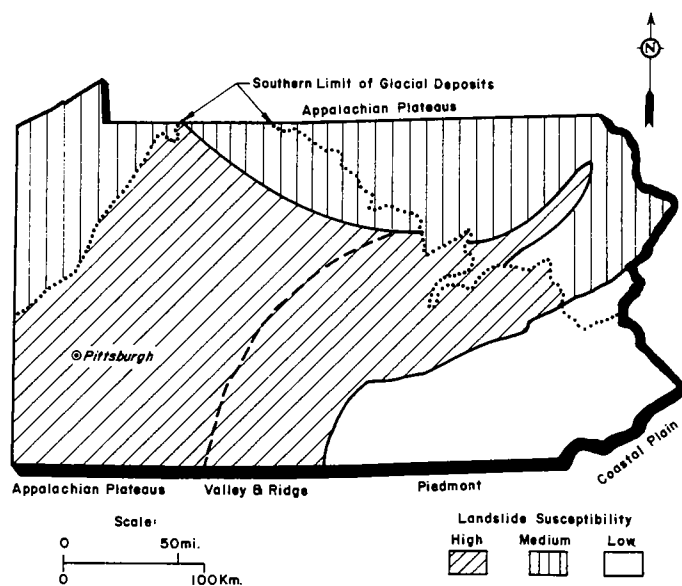 N
Southern Limit of Glacial Deposits
Appalachian Plateaus
Pittsburgh
Coastal Plain
Appalachian Plateaus Valley & Ridge Piedmont
Scale:
0 50mi.
0 100Km.
Landslide Susceptibility
High Medium Low